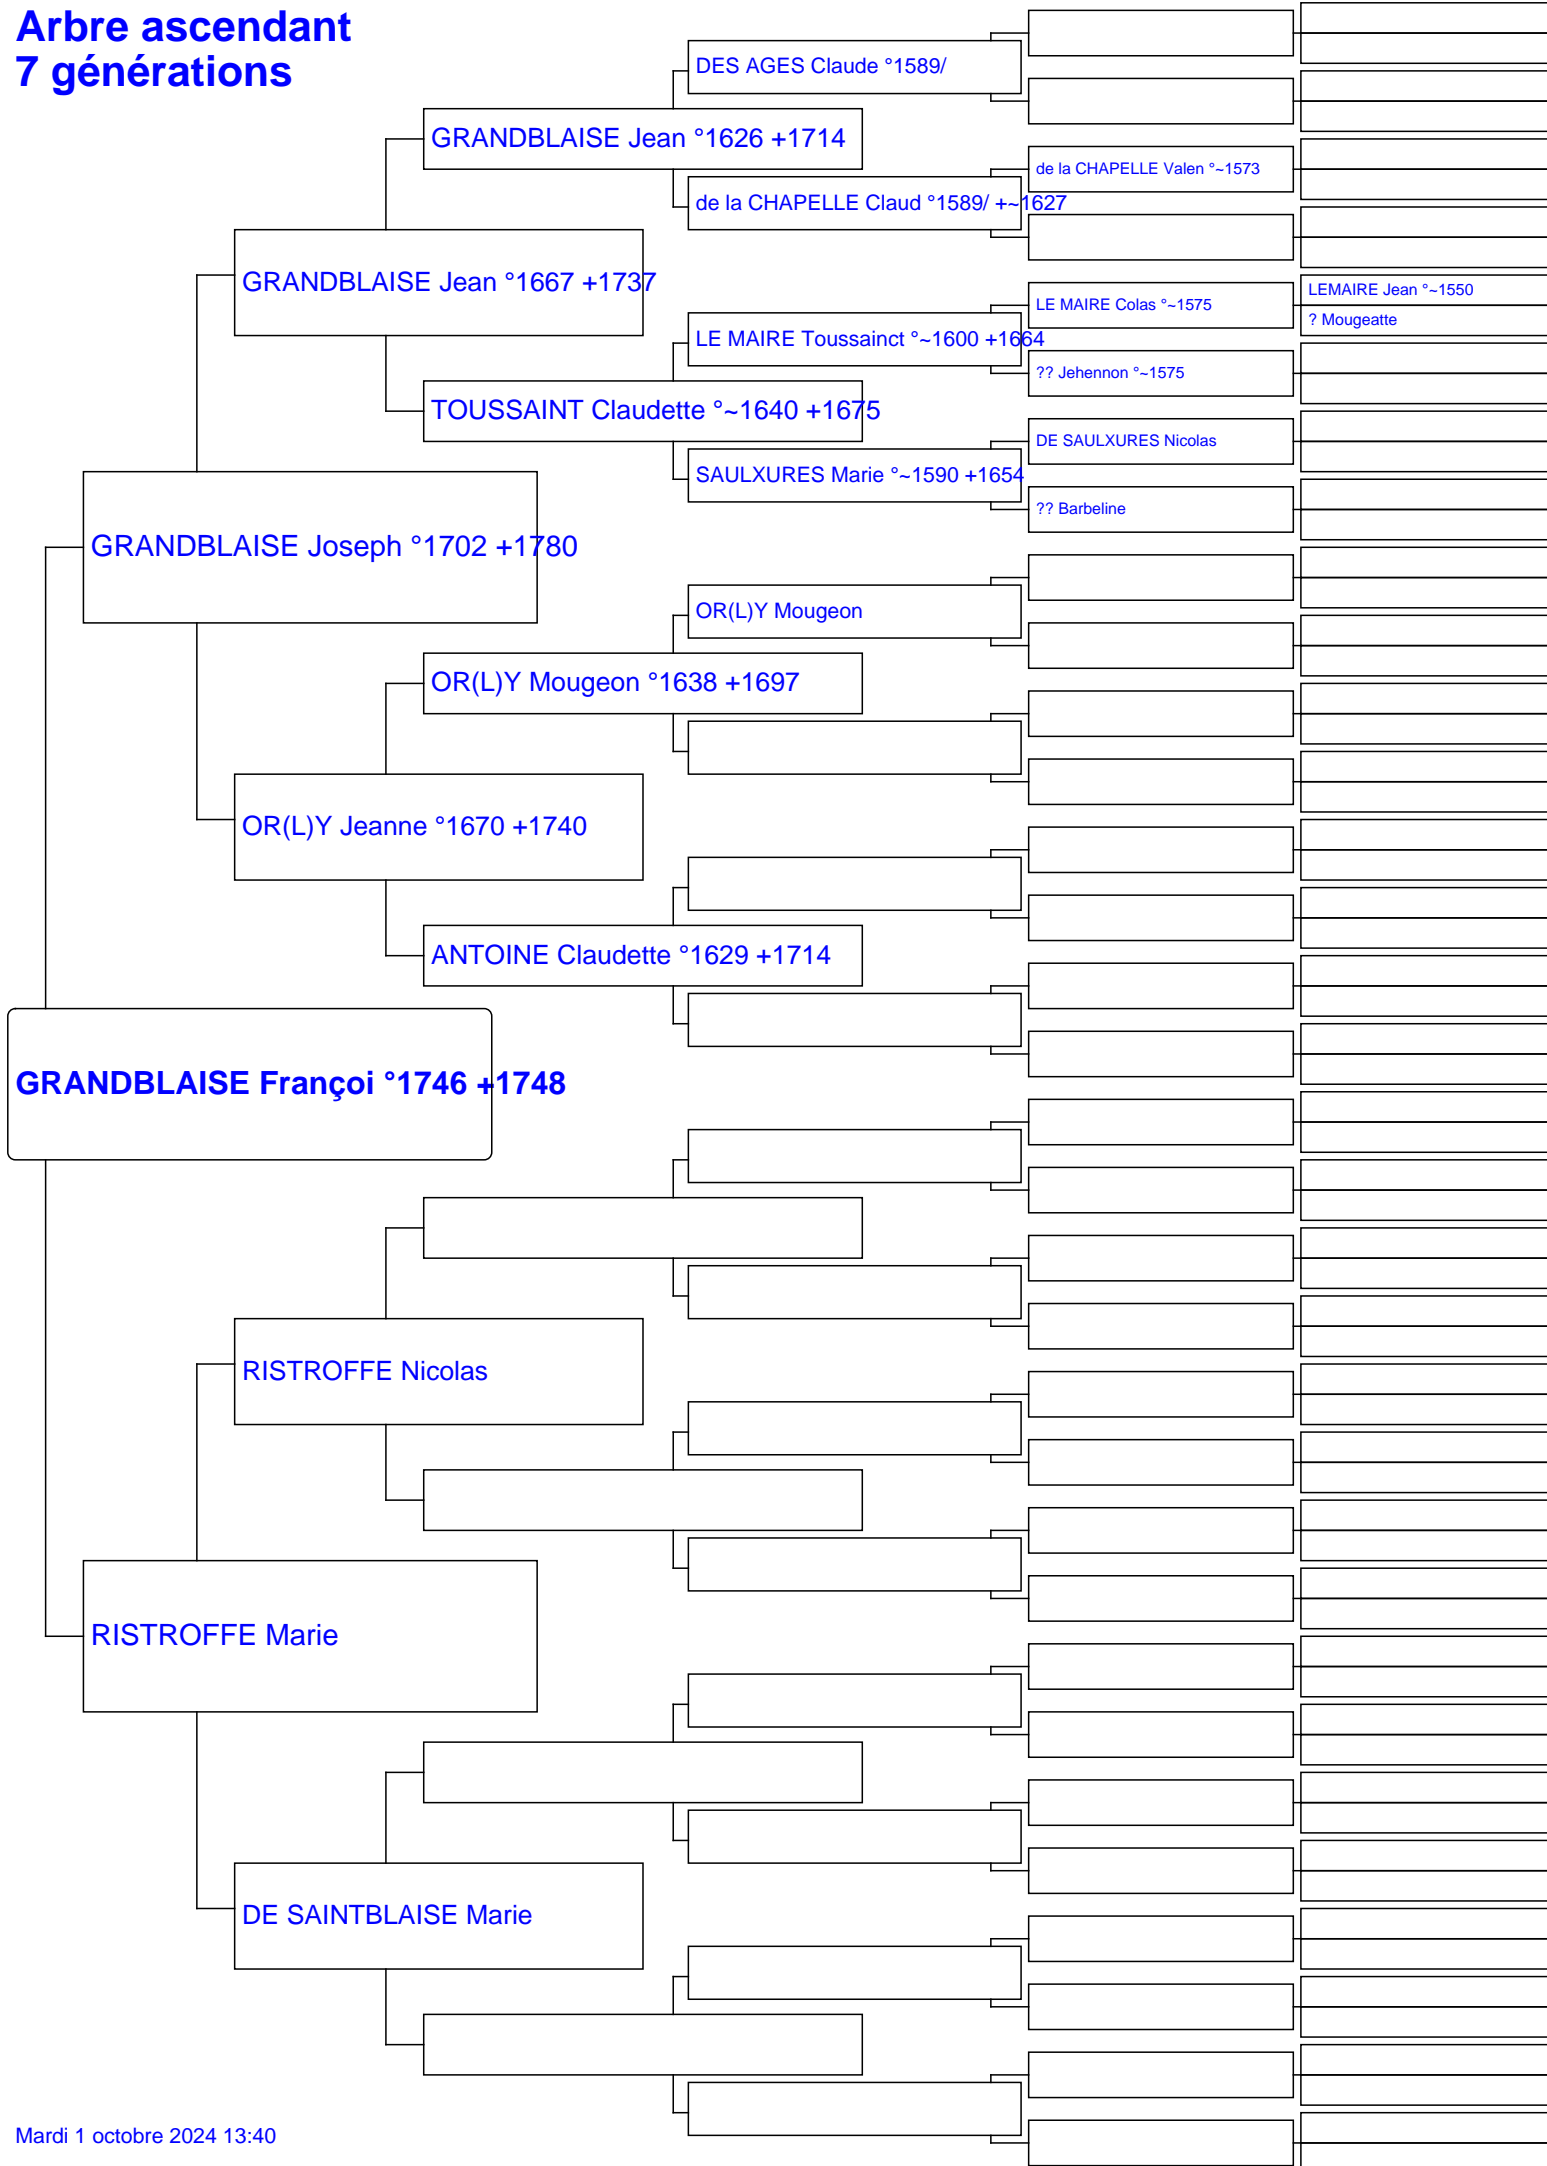 Arbre ascendant
7 générations
DES AGES Claude °1589/
GRANDBLAISE Jean °1626 +1714
de la CHAPELLE Valen °~1573
de la CHAPELLE Claud °1589/ +~1627
GRANDBLAISE Jean °1667 +1737
LEMAIRE Jean °~1550
LE MAIRE Colas °~1575
? Mougeatte
LE MAIRE Toussainct °~1600 +1664
?? Jehennon °~1575
TOUSSAINT Claudette °~1640 +1675
DE SAULXURES Nicolas
SAULXURES Marie °~1590 +1654
?? Barbeline
GRANDBLAISE Joseph °1702 +1780
OR(L)Y Mougeon
OR(L)Y Mougeon °1638 +1697
OR(L)Y Jeanne °1670 +1740
ANTOINE Claudette °1629 +1714
GRANDBLAISE Françoi °1746 +1748
RISTROFFE Nicolas
RISTROFFE Marie
DE SAINTBLAISE Marie
Mardi 1 octobre 2024 13:40